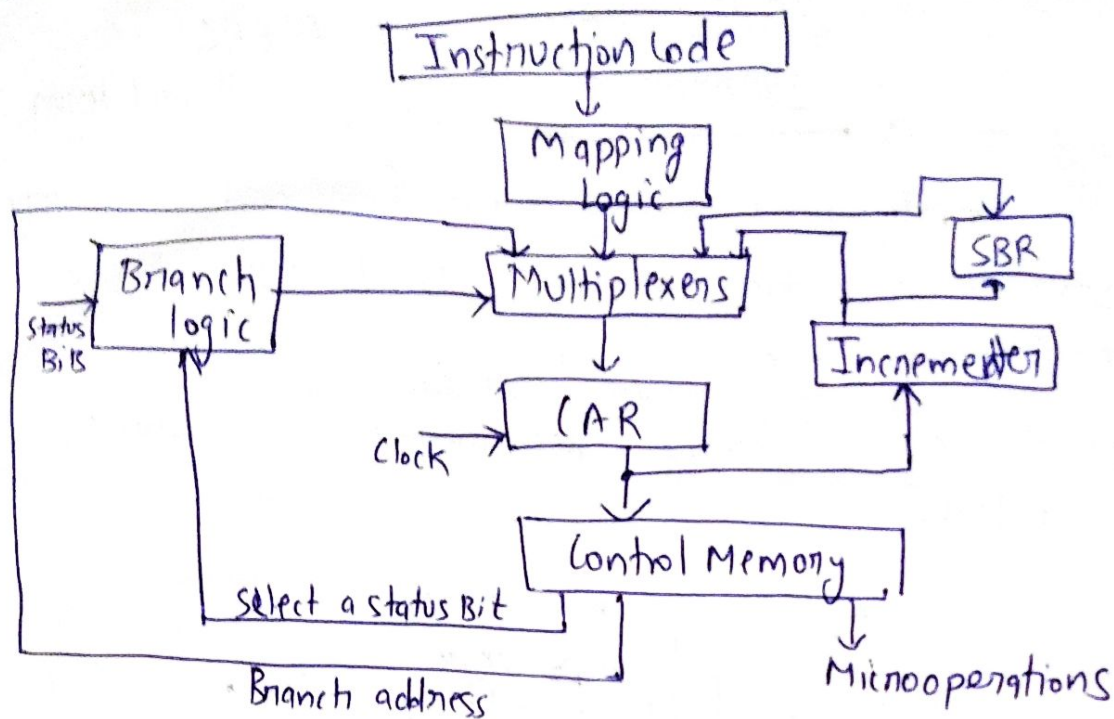 Instruction Code
Mapping
Logic
SBR
Branch
logic
Multiplexers
Status
Bits
Incrementer
CAR
Clock
Control Memory
Select a status Bit
Microoperations
Branch address